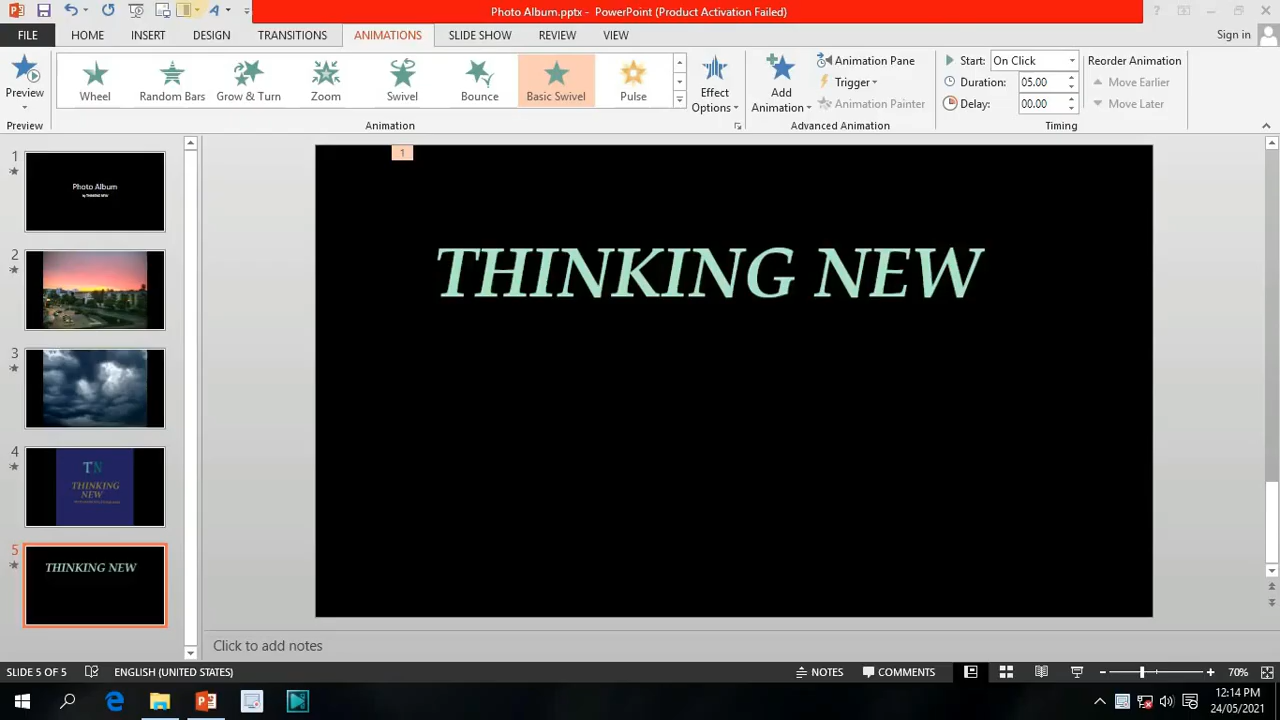 Photo Album.pptx - PowerPoint (Product Activation Failed)
FILE
HOME
INSERT
DESIGN
TRANSITIONS
ANIMATIONS
SLIDE SHOW
REVIEW
VIEW
Sign in
Preview
Wheel
Random Bars
Grow & Turn
Zoom
Swivel
Bounce
Basic Swivel
Pulse
Effect
Options
Add
Animation
Animation Pane
Trigger
Animation Painter
Start: On Click
Duration: 05.00
Delay: 00.00
Reorder Animation
Move Earlier
Move Later
Preview
Animation
Advanced Animation
Timing
1
Photo Album
by THINKING NEW
2
3
4
TN
THINKING
NEW
5
THINKING NEW
1
THINKING NEW
Click to add notes
SLIDE 5 OF 5
ENGLISH (UNITED STATES)
NOTES
COMMENTS
70%
12:14 PM
24/05/2021